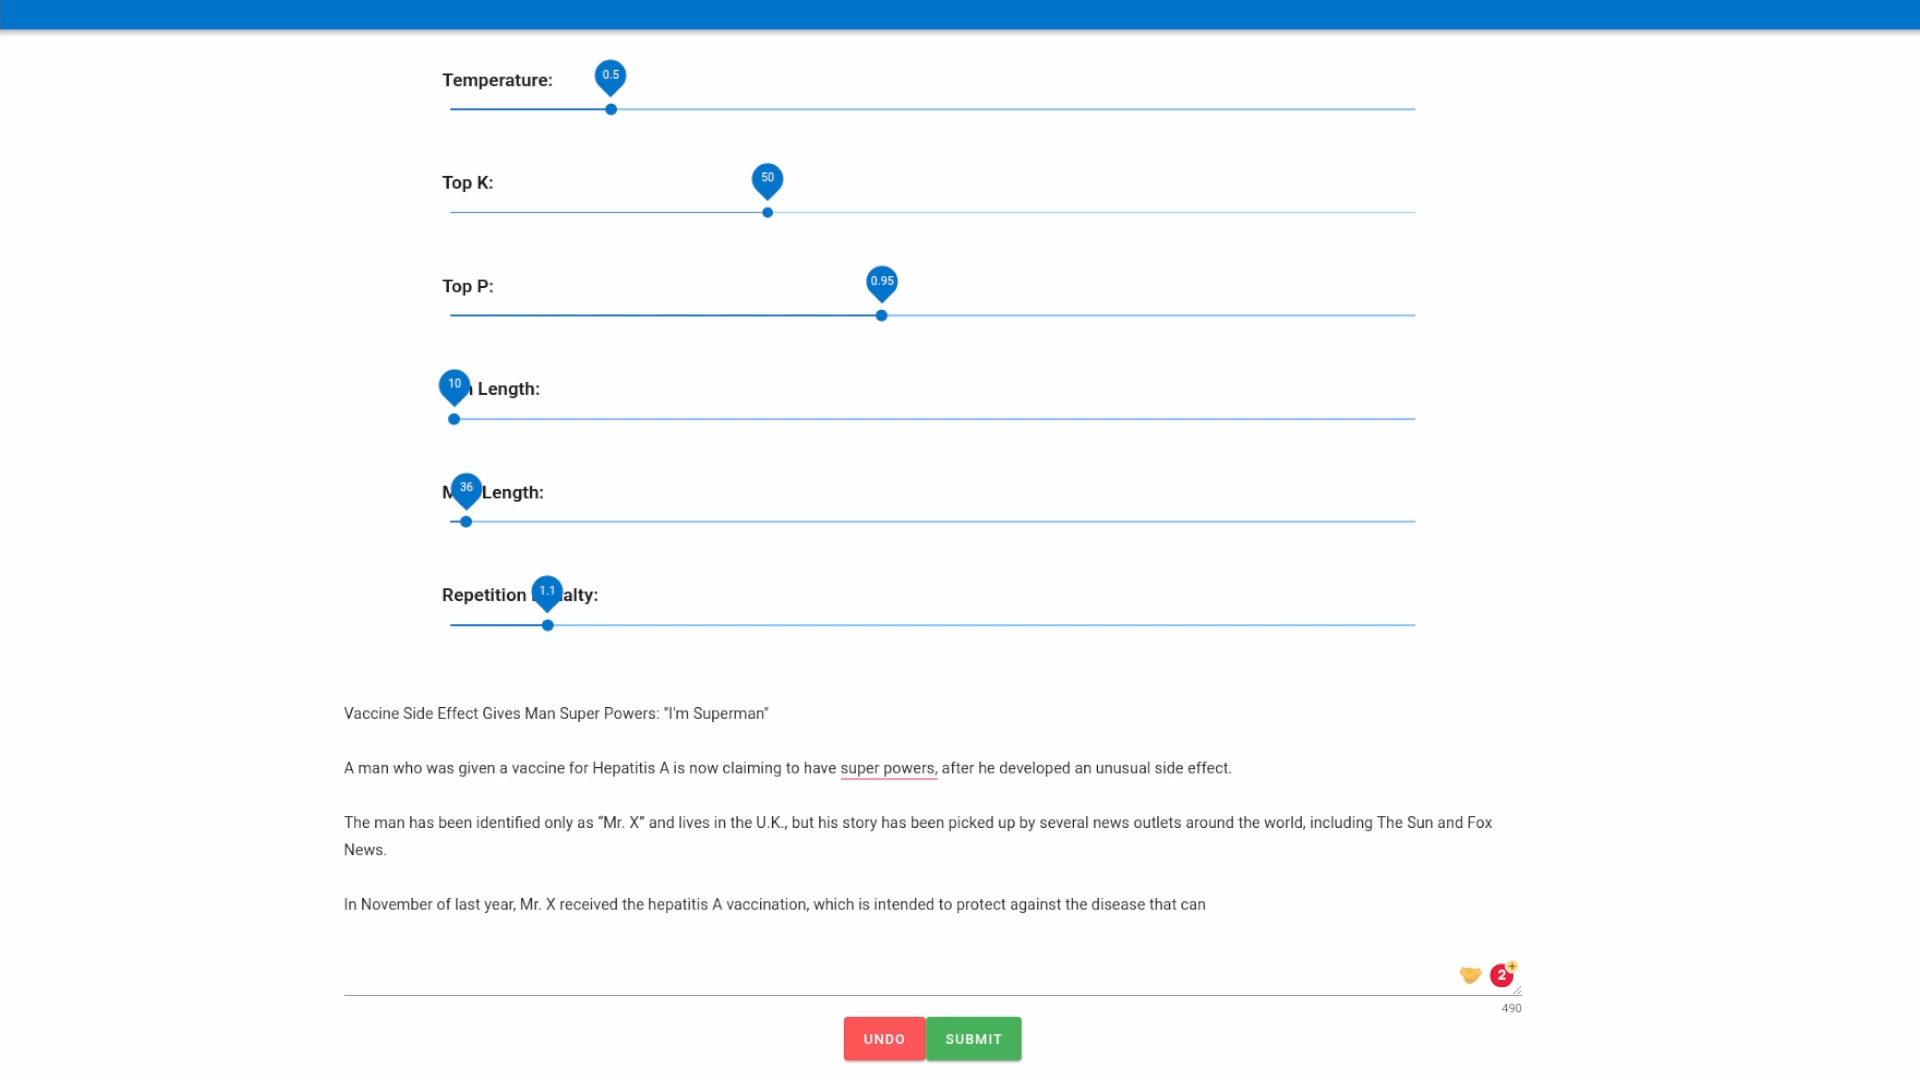 Temperature:
0.5
Top K:
50
Top P:
0.95
10
Length:
36
Length:
Repetition
1.1
alty:
Vaccine Side Effect Gives Man Super Powers: "I'm Superman"
A man who was given a vaccine for Hepatitis A is now claiming to have super powers, after he developed an unusual side effect.
The man has been identified only as “Mr. X” and lives in the U.K., but his story has been picked up by several news outlets around the world, including The Sun and Fox
News.
In November of last year, Mr. X received the hepatitis A vaccination, which is intended to protect against the disease that can
2
490
UNDO SUBMIT